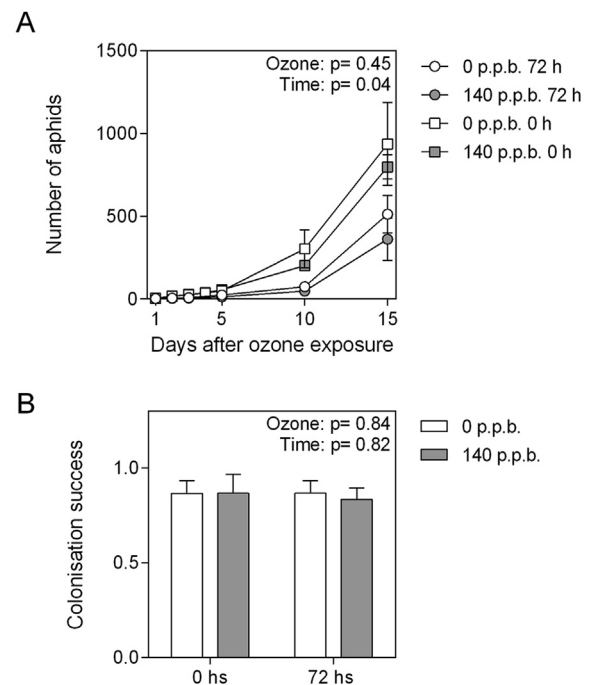 A
1500
1000
500
0
Number of aphids
Ozone: p= 0.45
Time: p= 0.04
0 p.p.b. 72 h
140 p.p.b. 72 h
0 p.p.b. 0 h
140 p.p.b. 0 h
1 5 10 15
Days after ozone exposure
B
1.0
0.5
0.0
Colonisation success
Ozone: p= 0.84
Time: p= 0.82
0 p.p.b.
140 p.p.b.
0 hs 72 hs